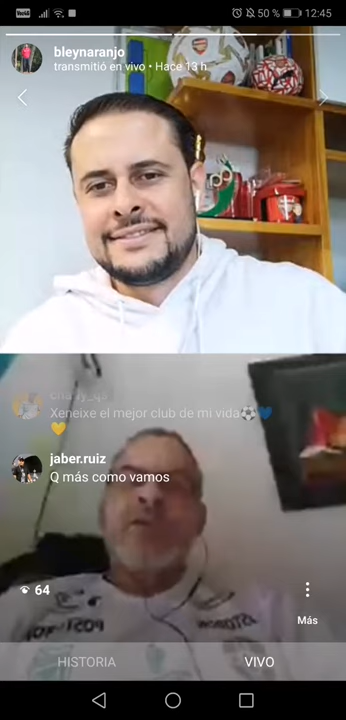 50 %
12:45
bleynaranjo
transmitió en vivo • Hace 13 h
Xeneixe el mejor club de mi vida⚽💙
💛
jaber.ruiz
Q más como vamos
64
Más
HISTORIA
VIVO